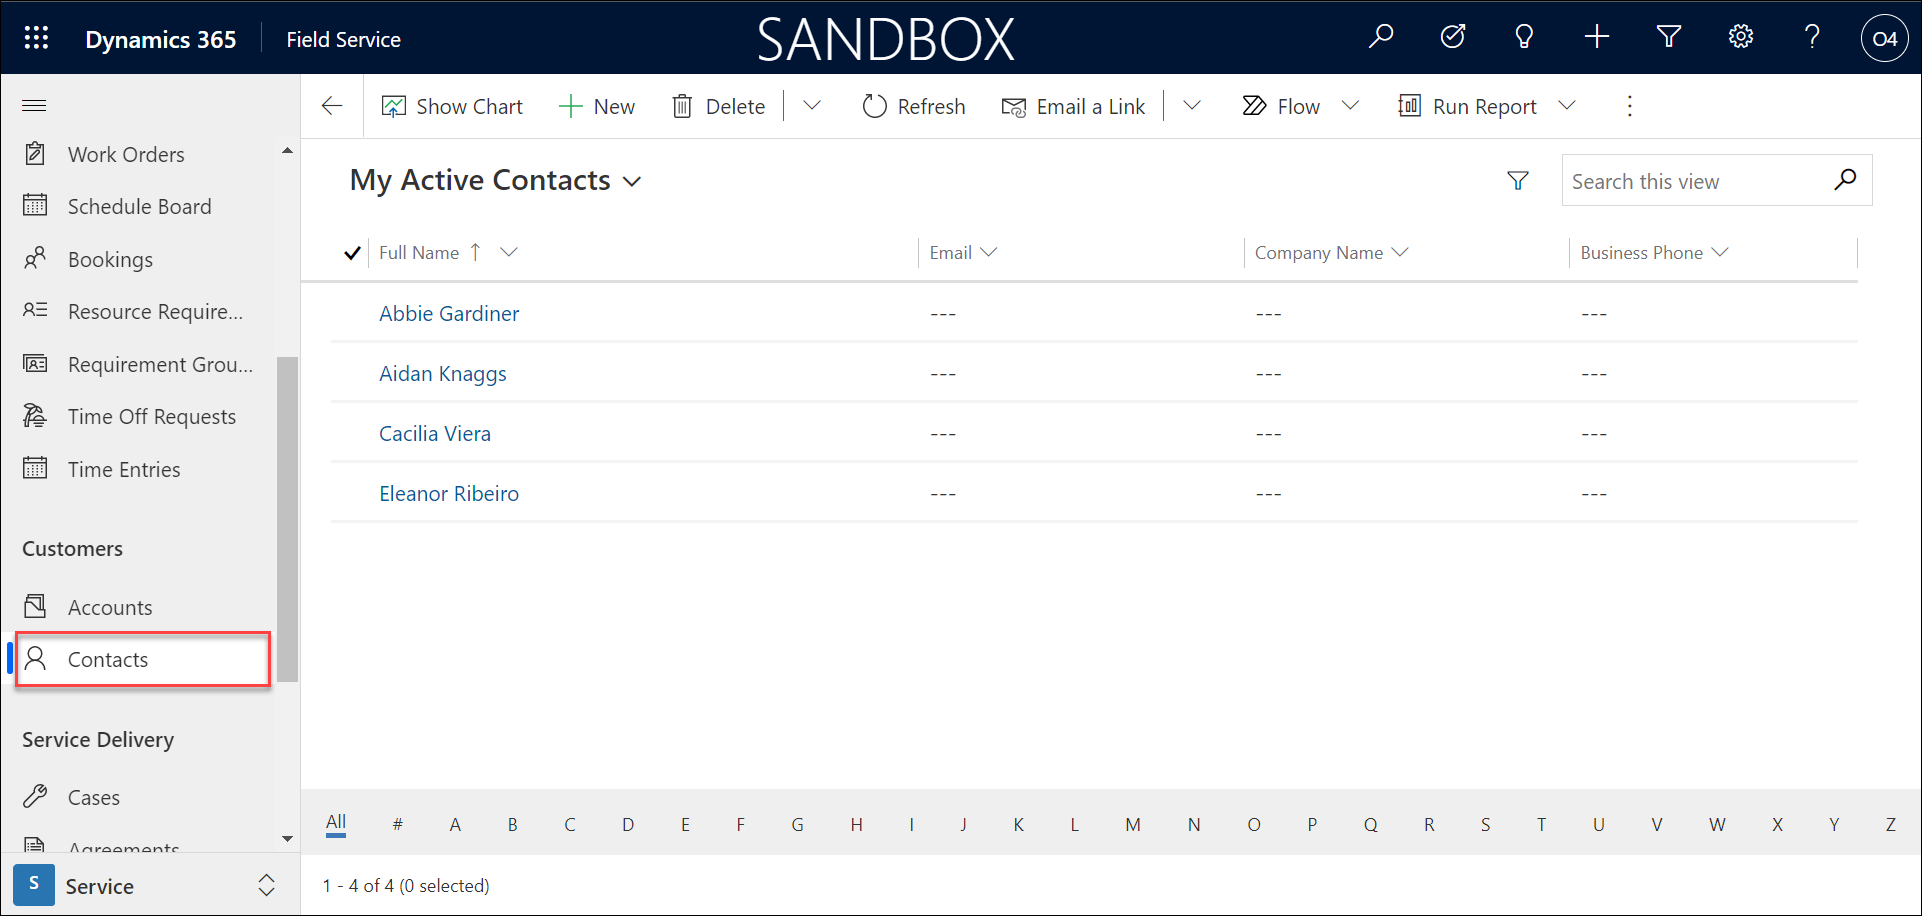 Dynamics 365 Field Service SANDBOX ? O4
Show Chart New Delete Refresh Email a Link Flow Run Report
Work Orders
Schedule Board
Bookings
Resource Require...
Requirement Grou...
Time Off Requests
Time Entries
Customers
Accounts
Contacts
Service Delivery
Cases
Agreements
S Service
My Active Contacts Search this view
Full Name Email Company Name Business Phone
Abbie Gardiner --- --- ---
Aidan Knaggs --- --- ---
Cacilia Viera --- --- ---
Eleanor Ribeiro --- --- ---
All # A B C D E F G H I J K L M N O P Q R S T U V W X Y Z
1 - 4 of 4 (0 selected)